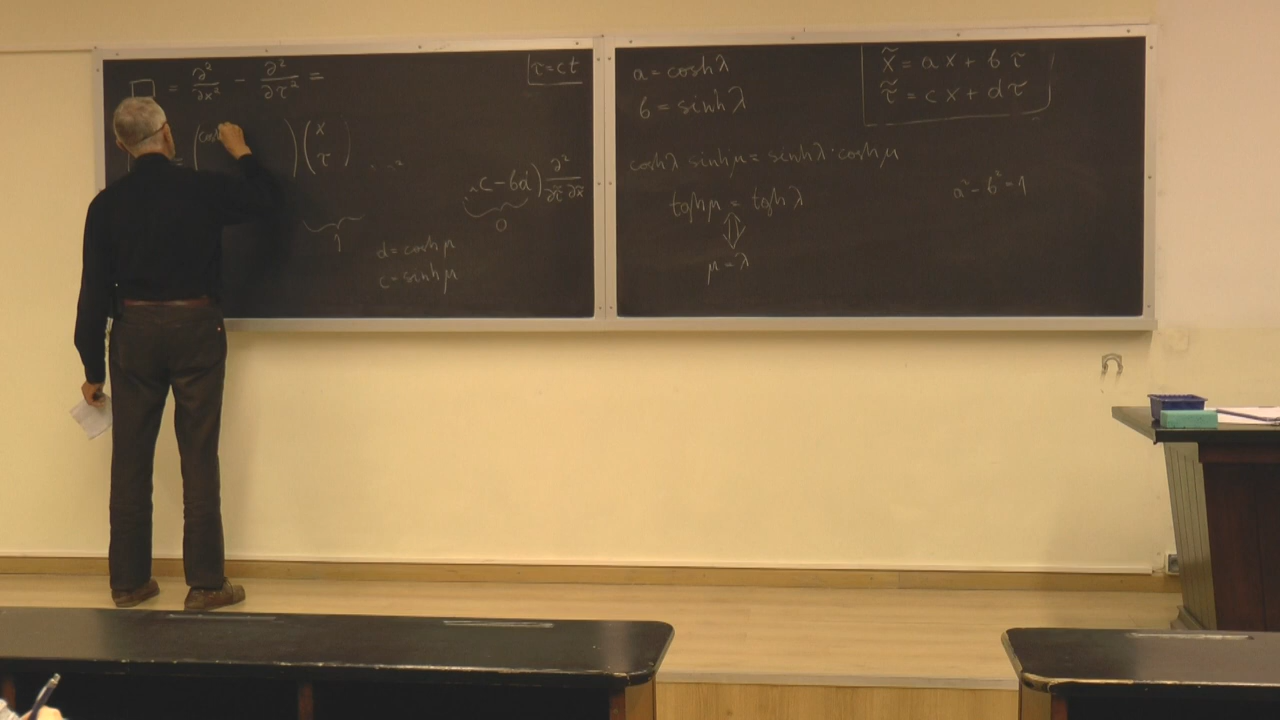 □ = ∂²/∂x² − ∂²/∂τ² =
τ = ct
= (cosh ) (x τ)
c − bd) ∂²/∂τ̃∂x̃
0
1
d = cosh μ
c = sinh μ
a = cosh λ
b = sinh λ
x̃ = ax + bτ
τ̃ = cx + dτ
cosh λ sinh μ = sinh λ · cosh μ
a² − b² = 1
tgh μ = tgh λ
⇕
μ = λ